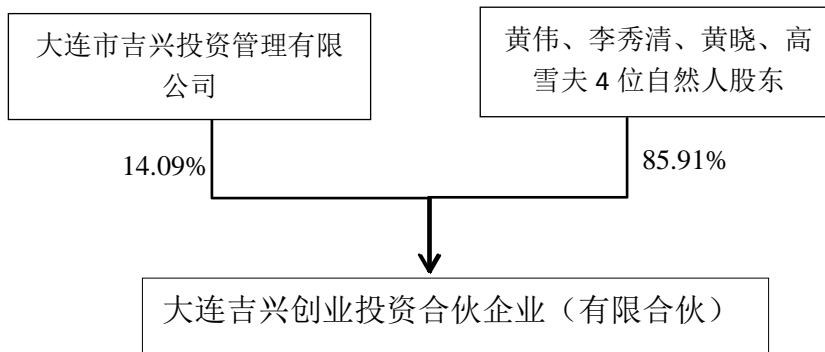 大连市吉兴投资管理有限
公司
黄伟、李秀清、黄晓、高
雪夫 4 位自然人股东
14.09%
85.91%
大连吉兴创业投资合伙企业（有限合伙）